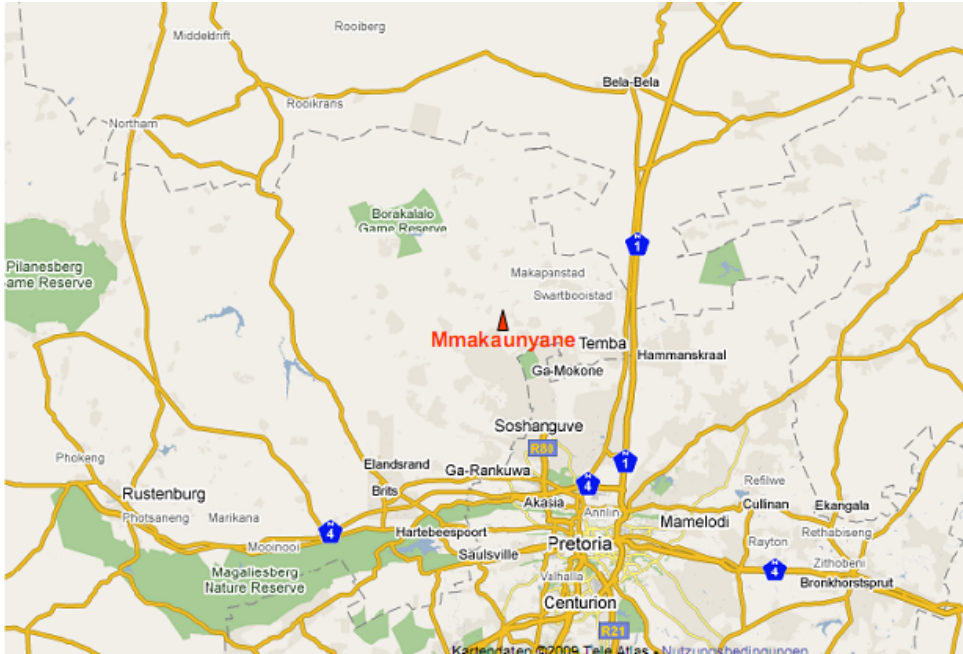 Rooiberg
Middeldrift
Bela-Bela
Rooikrans
Northam
Borakalalo
Game Reserve
N
1
Pilanesberg
Game Reserve
Makapanstad
Swartbooistad
Mmakaunyane
Temba
Hammanskraal
Ga-Mokone
Soshanguve
R80
Phokeng
Elandsrand
Ga-Rankuwa
N
1
N
4
Refilwe
Rustenburg
Brits
Akasia
Cullinan
Ekangala
Photsaneng
Marikana
Annlin
Mamelodi
N
4
Hartebeespoort
Rethabiseng
Mooinooi
Pretoria
Rayton
Saulsville
Zithobeni
Magaliesberg
Nature Reserve
Valhalla
N
4
Bronkhorstsprut
Centurion
R21
Kartendaten ©2009 Tele Atlas - Nutzungsbedingungen